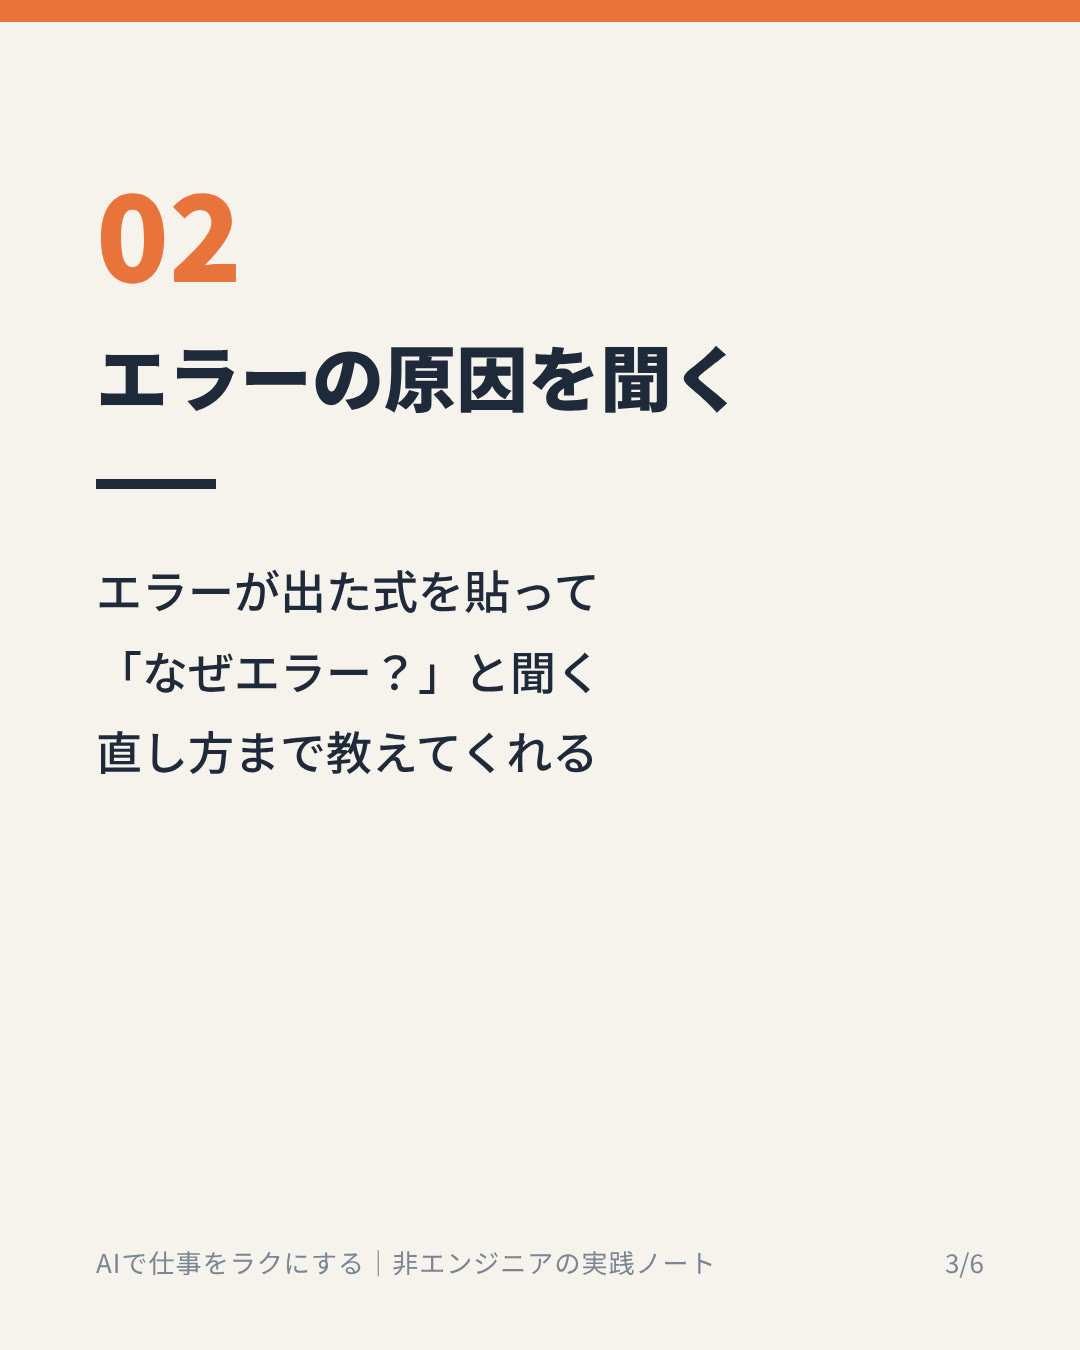 02
エラーの原因を聞く
エラーが出た式を貼って
「なぜエラー？」と聞く
直し方まで教えてくれる
AIで仕事をラクにする｜非エンジニアの実践ノート
3/6